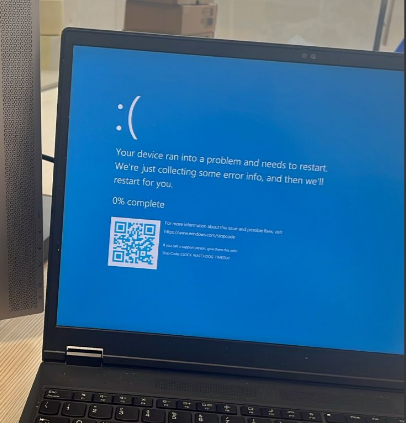 :(
Your device ran into a problem and needs to restart.
We're just collecting some error info, and then we'll
restart for you.
0% complete
For more information about this issue and possible fixes, visit
https://www.windows.com/stopcode
If you call a support person, give them this info:
Stop Code: